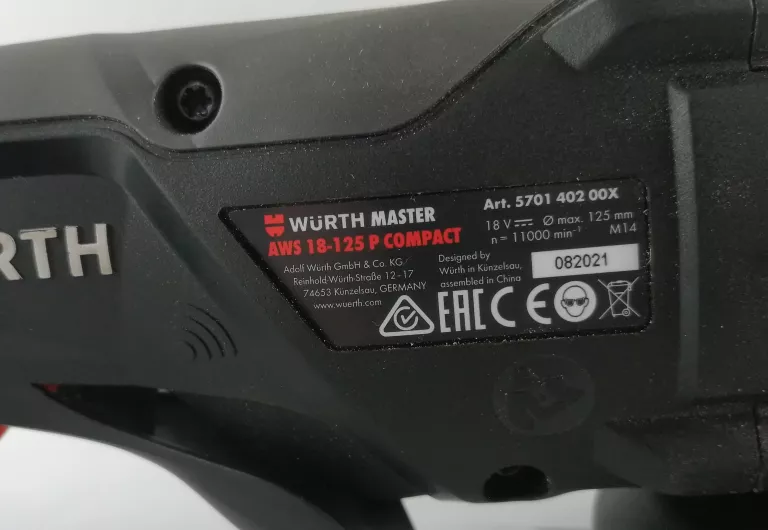 RTH
WÜRTH MASTER
AWS 18-125 P COMPACT
Adolf Würth GmbH & Co. KG
Reinhold-Würth-Straße 12–17
74653 Künzelsau, GERMANY
www.wuerth.com
Art. 5701 402 00X
18 V Ø max. 125 mm
n = 11000 min⁻¹ M14
Designed by
Würth in Künzelsau,
assembled in China
082021
EAC CE